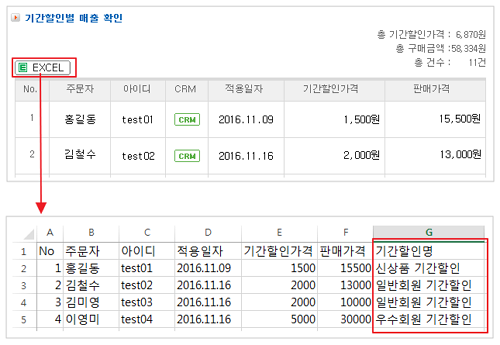 기간할인별 매출 확인
총 기간할인가격 : 6,870원
총 구매금액 :58,334원
총 건수 : 11건
EXCEL
No. 주문자 아이디 CRM 적용일자 기간할인가격 판매가격
1 홍길동 test01 CRM 2016.11.09 1,500원 15,500원
2 김철수 test02 CRM 2016.11.16 2,000원 13,000원
A B C D E F G
1 No 주문자 아이디 적용일자 기간할인가격 판매가격 기간할인명
2 1 홍길동 test01 2016.11.09 1500 15500 신상품 기간할인
3 2 김철수 test02 2016.11.16 2000 13000 일반회원 기간할인
4 3 김미영 test03 2016.11.16 2000 10000 일반회원 기간할인
5 4 이영미 test04 2016.11.16 5000 30000 우수회원 기간할인